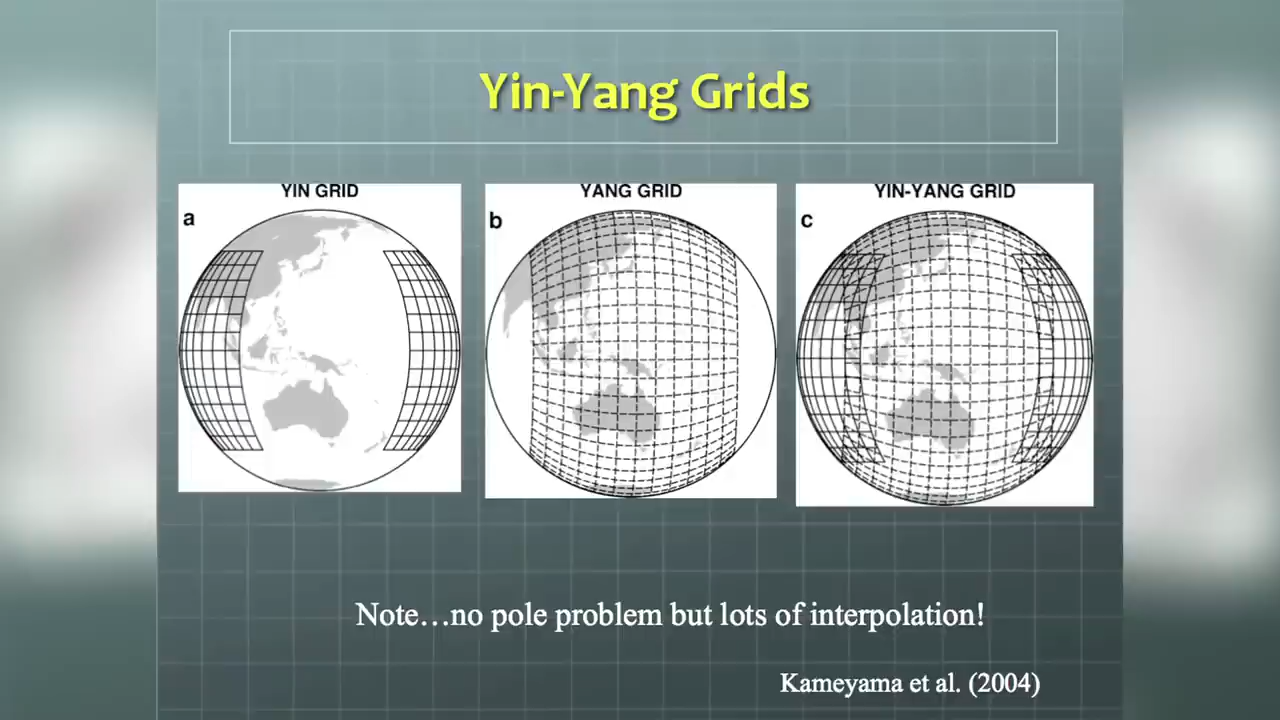 Yin-Yang Grids
YIN GRID
a
YANG GRID
b
YIN-YANG GRID
c
Note…no pole problem but lots of interpolation!
Kameyama et al. (2004)